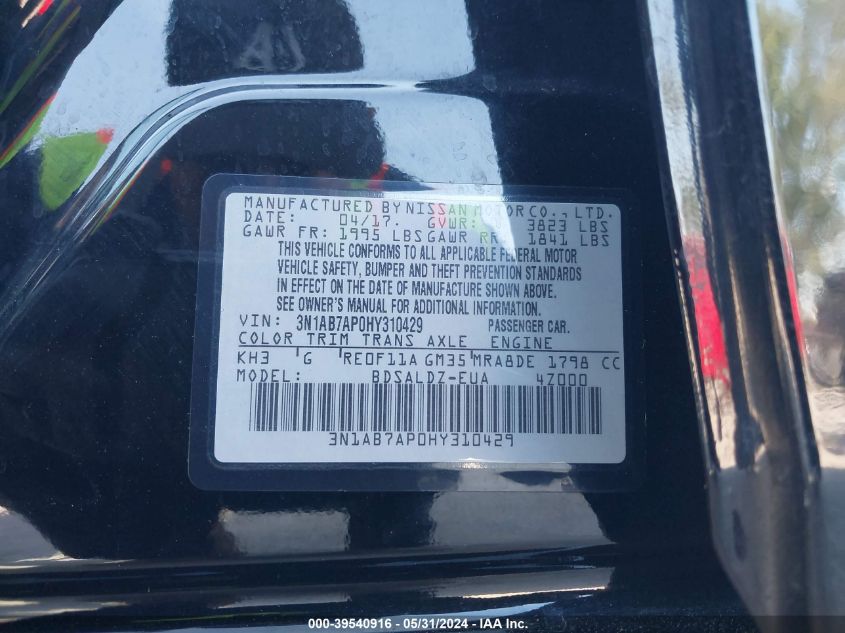 MANUFACTURED BY NISSAN MOTOR CO., LTD.
DATE: 04/17. GVWR: 3823 LBS
GAWR FR: 1995 LBS GAWR RR: 1841 LBS
THIS VEHICLE CONFORMS TO ALL APPLICABLE FEDERAL MOTOR
VEHICLE SAFETY, BUMPER AND THEFT PREVENTION STANDARDS
IN EFFECT ON THE DATE OF MANUFACTURE SHOWN ABOVE.
SEE OWNER'S MANUAL FOR ADDITIONAL INFORMATION.
VIN: 3N1AB7AP0HY310429 PASSENGER CAR.
COLOR TRIM TRANS AXLE ENGINE
KH3 G RE0F11A GM35 MRA8DE 1798 CC
MODEL: BDSALDZ-EUA 4Z000
3N1AB7AP0HY310429
000-39540916 - 05/31/2024 - IAA Inc.